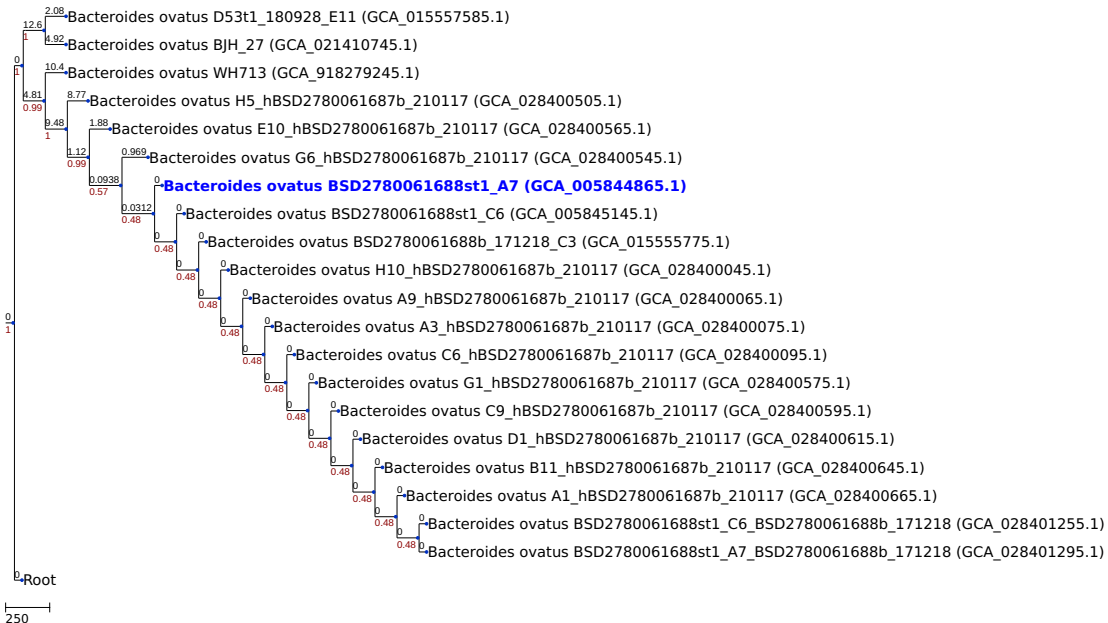 2.08 Bacteroides ovatus D53t1_180928_E11 (GCA_015557585.1)
12.6
1
4.92 Bacteroides ovatus BJH_27 (GCA_021410745.1)
0
1
10.4 Bacteroides ovatus WH713 (GCA_918279245.1)
4.81
0.99
8.77 Bacteroides ovatus H5_hBSD2780061687b_210117 (GCA_028400505.1)
9.48
1
1.88 Bacteroides ovatus E10_hBSD2780061687b_210117 (GCA_028400565.1)
1.12
0.99
0.969 Bacteroides ovatus G6_hBSD2780061687b_210117 (GCA_028400545.1)
0.0938
0.57
0 Bacteroides ovatus BSD2780061688st1_A7 (GCA_005844865.1)
0.0312
0.48
0 Bacteroides ovatus BSD2780061688st1_C6 (GCA_005845145.1)
0
0.48
0 Bacteroides ovatus BSD2780061688b_171218_C3 (GCA_015555775.1)
0
0.48
0 Bacteroides ovatus H10_hBSD2780061687b_210117 (GCA_028400045.1)
0
0.48
0 Bacteroides ovatus A9_hBSD2780061687b_210117 (GCA_028400065.1)
0
0.48
0 Bacteroides ovatus A3_hBSD2780061687b_210117 (GCA_028400075.1)
0
0.48
0 Bacteroides ovatus C6_hBSD2780061687b_210117 (GCA_028400095.1)
0
0.48
0 Bacteroides ovatus G1_hBSD2780061687b_210117 (GCA_028400575.1)
0
0.48
0 Bacteroides ovatus C9_hBSD2780061687b_210117 (GCA_028400595.1)
0
0.48
0 Bacteroides ovatus D1_hBSD2780061687b_210117 (GCA_028400615.1)
0
0.48
0 Bacteroides ovatus B11_hBSD2780061687b_210117 (GCA_028400645.1)
0
0.48
0 Bacteroides ovatus A1_hBSD2780061687b_210117 (GCA_028400665.1)
0
0.48
0 Bacteroides ovatus BSD2780061688st1_C6_BSD2780061688b_171218 (GCA_028401255.1)
0
0.48
0 Bacteroides ovatus BSD2780061688st1_A7_BSD2780061688b_171218 (GCA_028401295.1)
0
1
0 Root
250